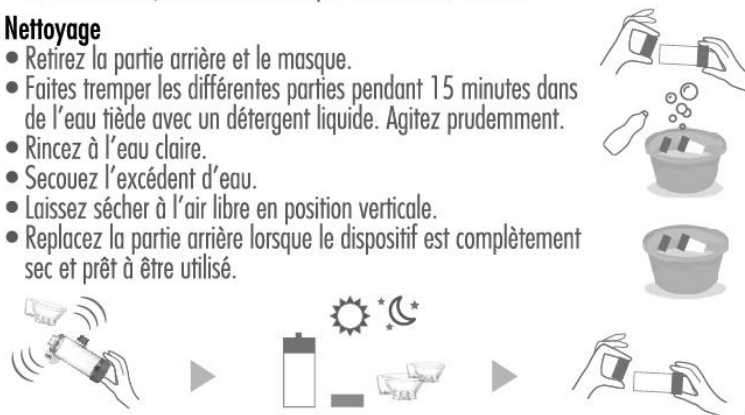 Nettoyage
• Retirez la partie arrière et le masque.
• Faites tremper les différentes parties pendant 15 minutes dans
de l'eau tiède avec un détergent liquide. Agitez prudemment.
• Rincez à l'eau claire.
• Secouez l'excédent d'eau.
• Laissez sécher à l'air libre en position verticale.
• Replacez la partie arrière lorsque le dispositif est complètement
sec et prêt à être utilisé.